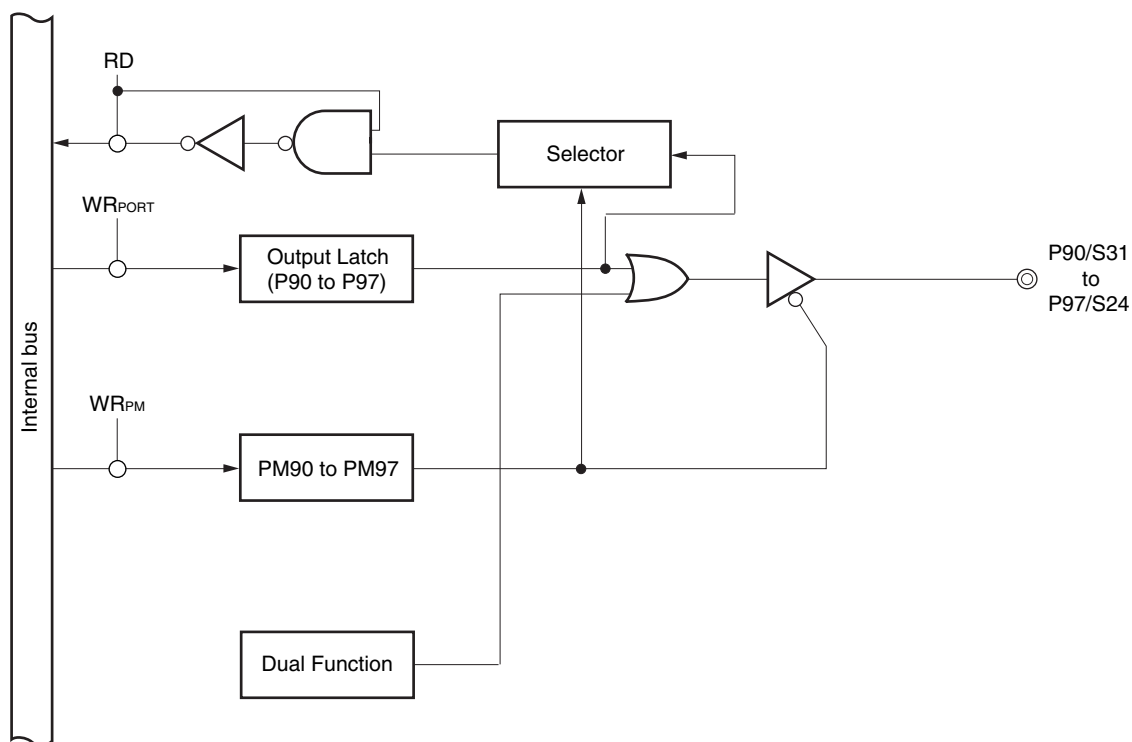 RD
Selector
WRPORT
Output Latch
(P90 to P97)
P90/S31
to
P97/S24
Internal bus
WRPM
PM90 to PM97
Dual Function